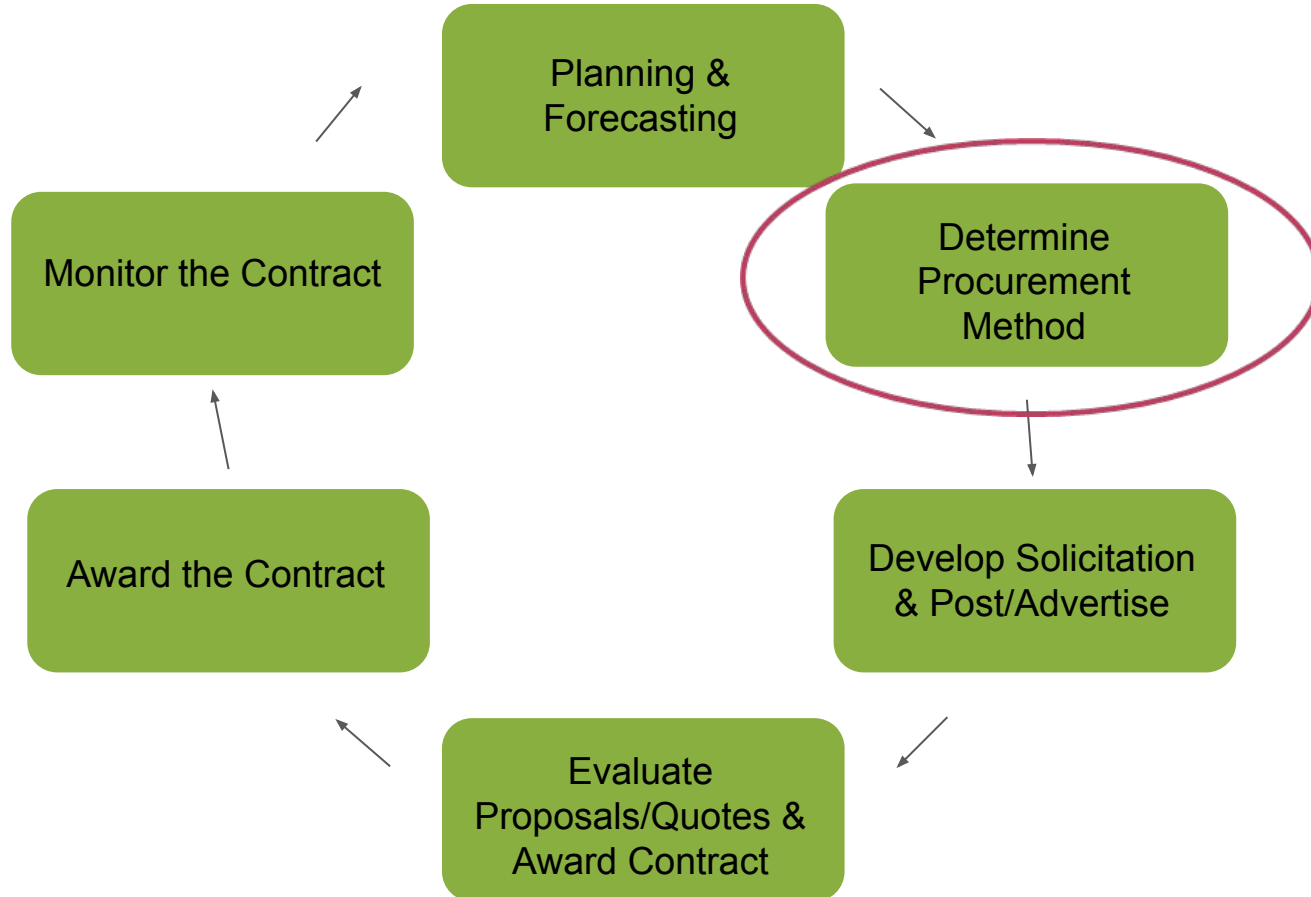 Planning &
Forecasting
Determine
Procurement
Method
Develop Solicitation
& Post/Advertise
Evaluate
Proposals/Quotes &
Award Contract
Award the Contract
Monitor the Contract